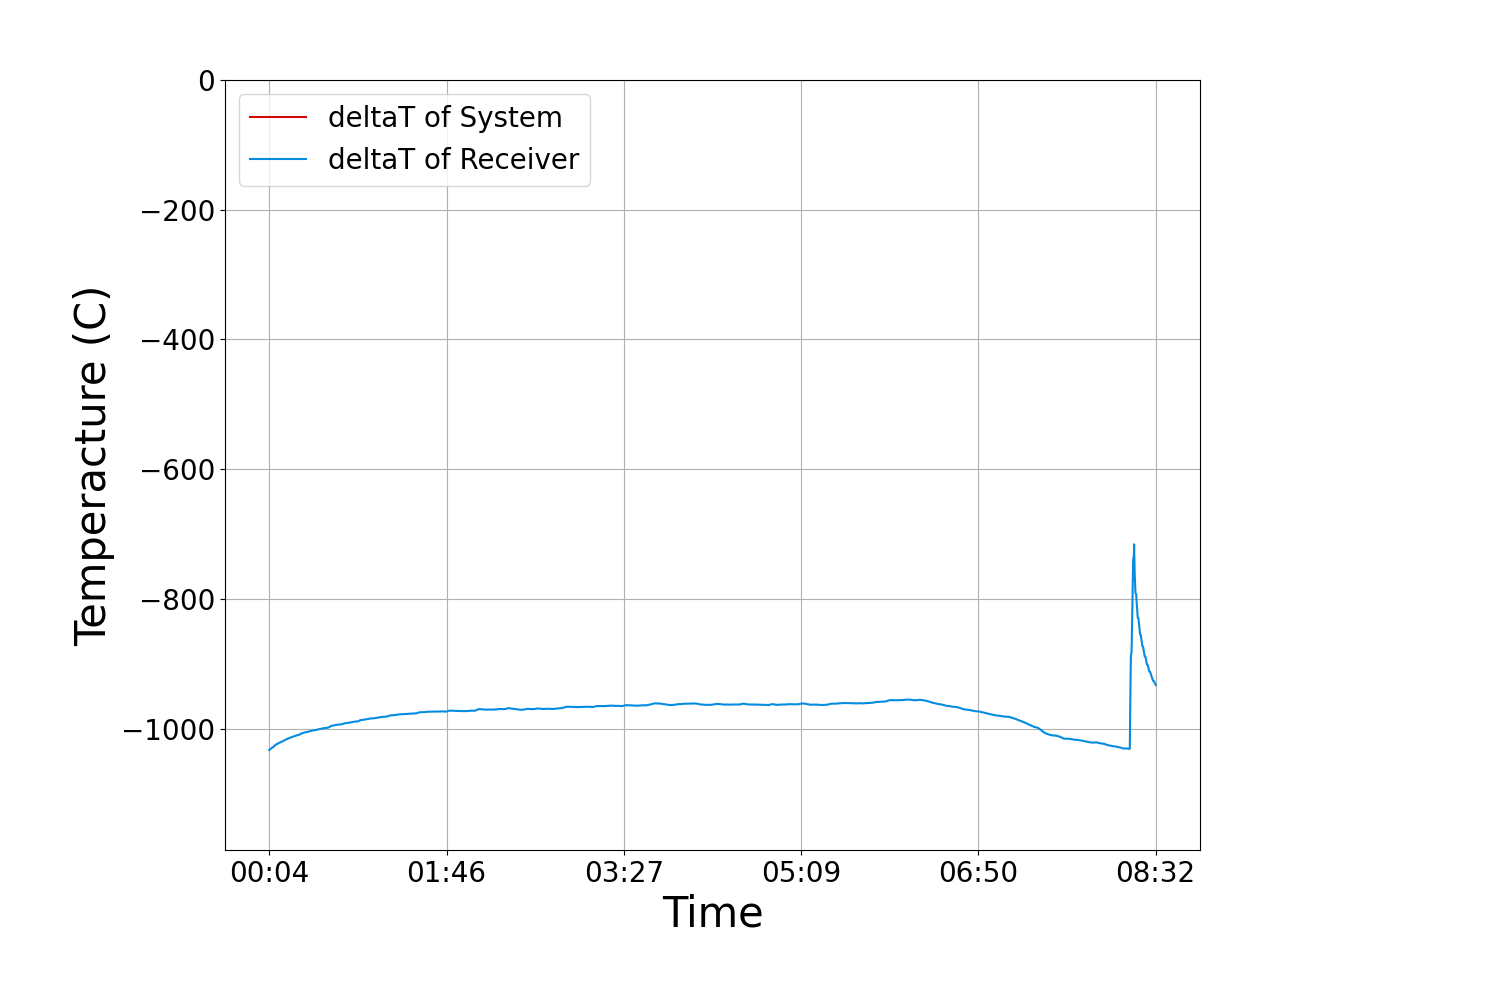 0
−200
−400
−600
−800
−1000
Temperacture (C)
deltaT of System
deltaT of Receiver
00:04 01:46 03:27 05:09 06:50 08:32
Time